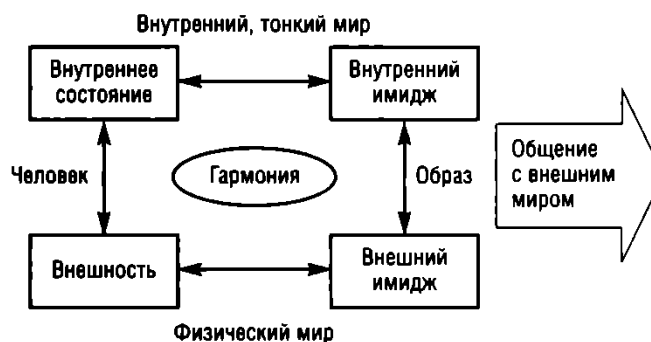 Внутренний, тонкий мир
Внутреннее
состояние
Внутренний
имидж
Человек
Гармония
Образ
Общение
с внешним
миром
Внешность
Внешний
имидж
Физический мир